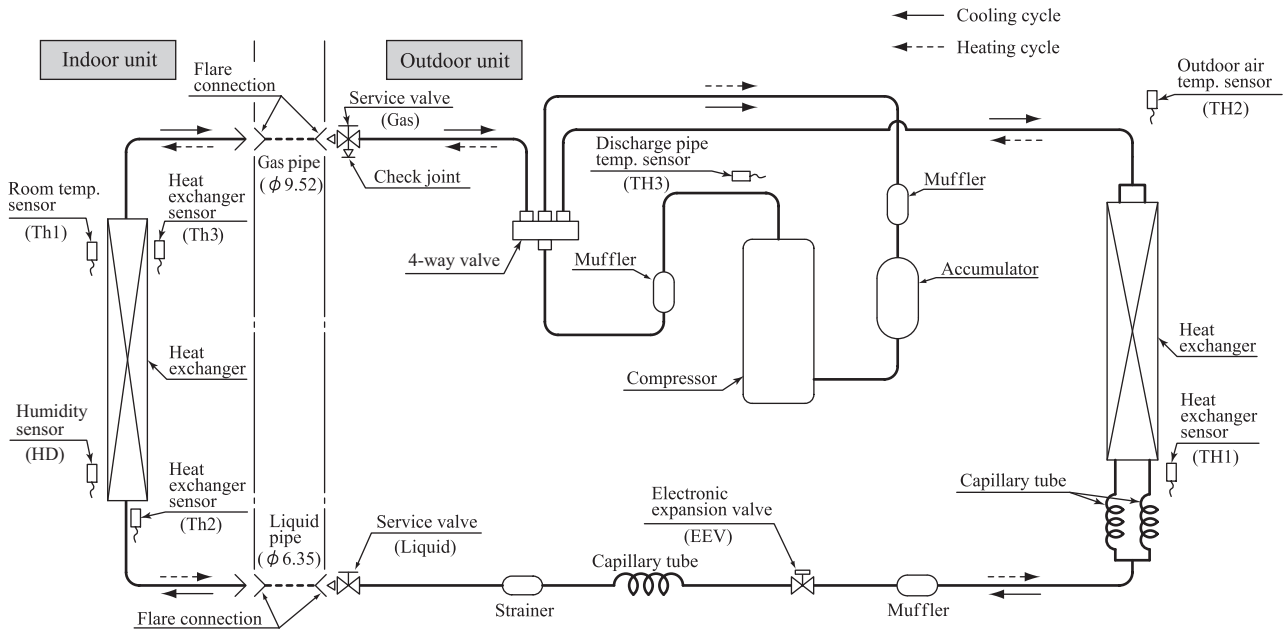 Cooling cycle
Heating cycle
Indoor unit
Outdoor unit
Flare
connection
Service valve
(Gas)
Outdoor air
temp. sensor
(TH2)
Gas pipe
(ϕ9.52)
Check joint
Discharge pipe
temp. sensor
(TH3)
Room temp.
sensor
(Th1)
Heat
exchanger
sensor
(Th3)
Muffler
4-way valve
Muffler
Accumulator
Heat
exchanger
Heat
exchanger
Compressor
Humidity
sensor
(HD)
Heat
exchanger
sensor
(TH1)
Heat
exchanger
sensor
(Th2)
Capillary tube
Liquid
pipe
(ϕ6.35)
Service valve
(Liquid)
Electronic
expansion valve
(EEV)
Capillary tube
Strainer
Muffler
Flare connection